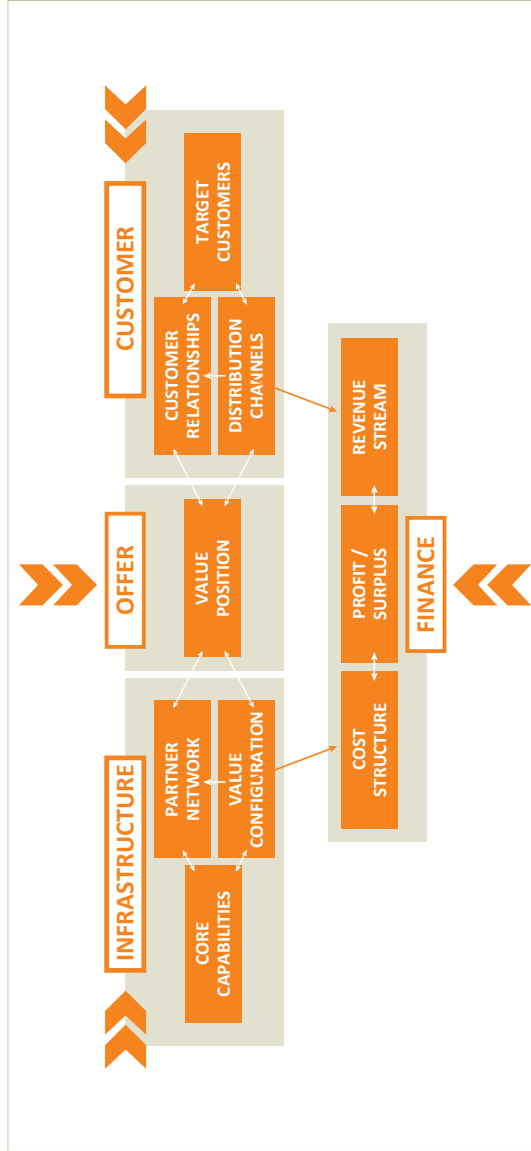 INFRASTRUCTURE
OFFER
CUSTOMER
CORE
CAPABILITIES
PARTNER
NETWORK
VALUE
CONFIGURATION
VALUE
POSITION
CUSTOMER
RELATIONSHIPS
DISTRIBUTION
CHANNELS
TARGET
CUSTOMERS
COST
STRUCTURE
PROFIT /
SURPLUS
REVENUE
STREAM
FINANCE